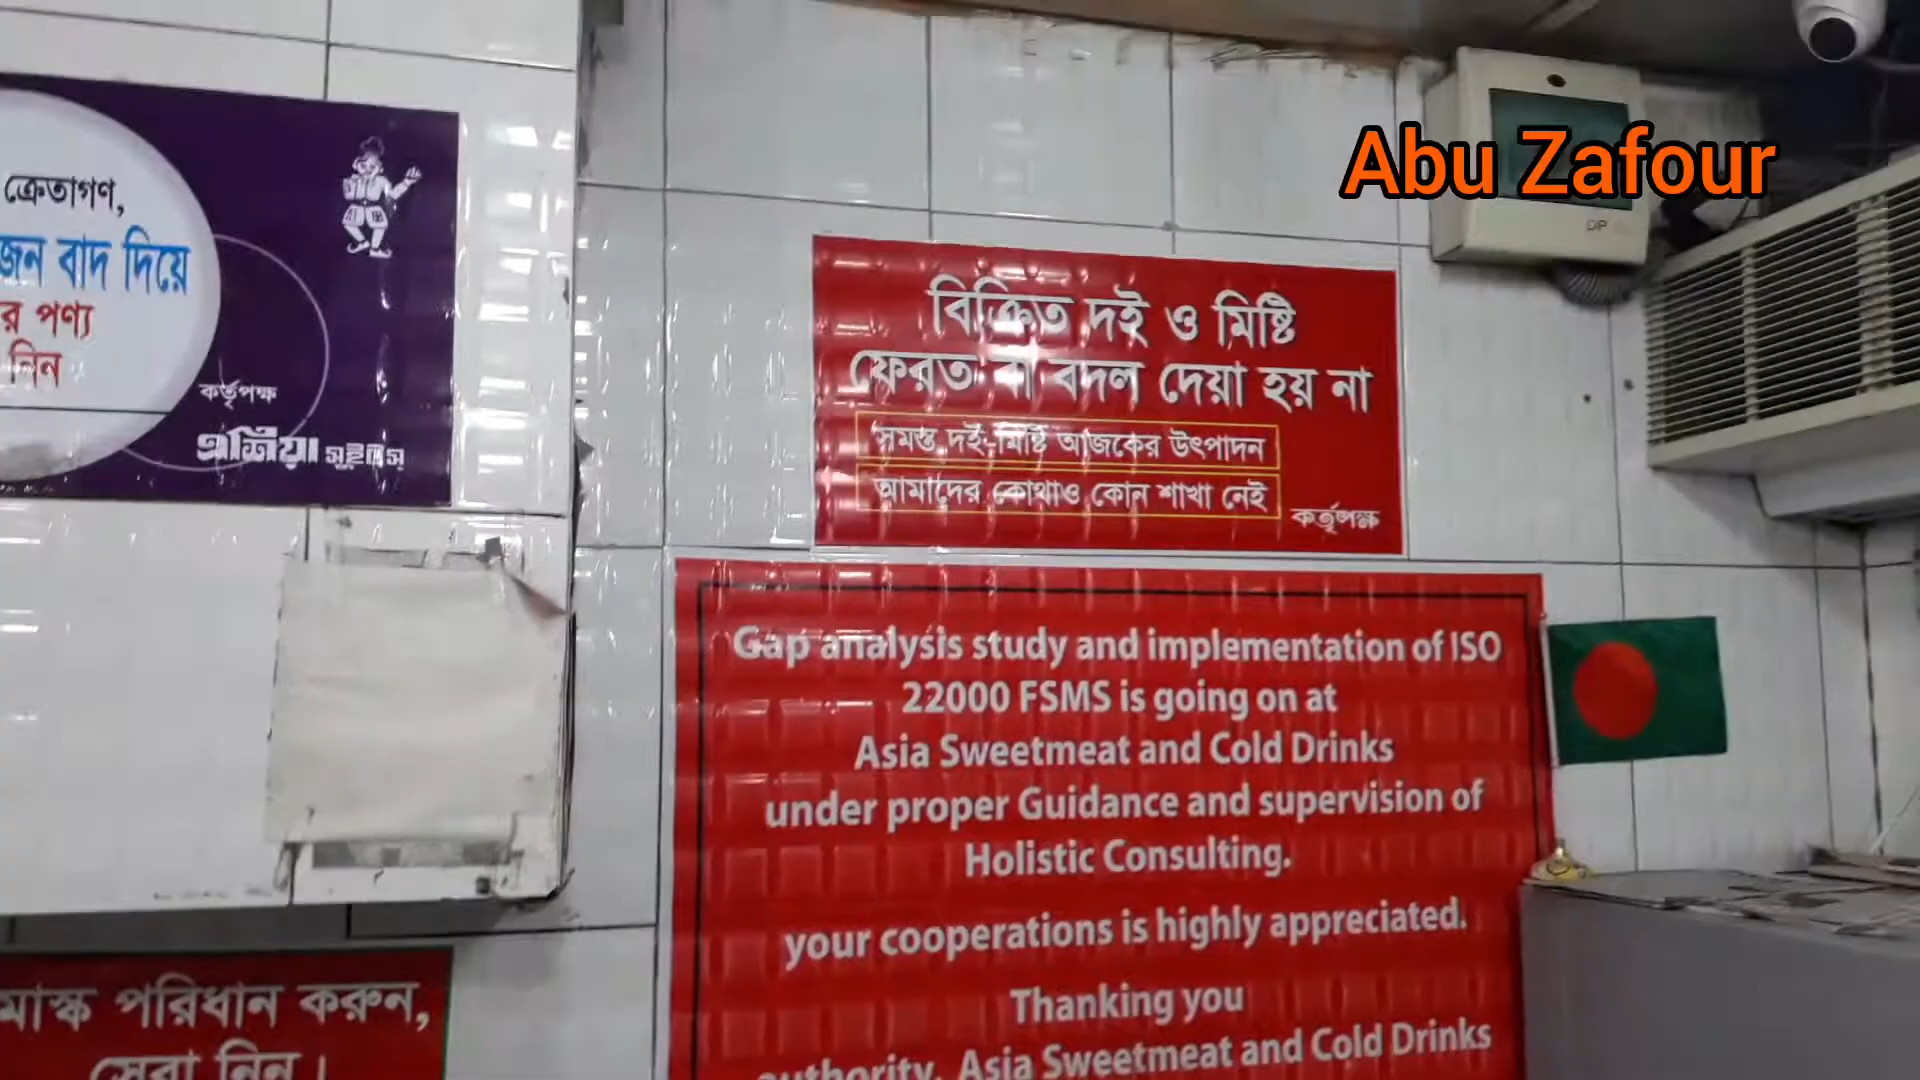 ক্রেতাগণ,
জন বাদ দিয়ে
র পণ্য
নিন
কর্তৃপক্ষ
এশিয়া সুইটস্
Abu Zafour
DP
বিক্রিত দই ও মিষ্টি
ফেরত বা বদল দেয়া হয় না
সমস্ত দই-মিষ্টি আজকের উৎপাদন
আমাদের কোথাও কোন শাখা নেই
কর্তৃপক্ষ
Gap analysis study and implementation of ISO
22000 FSMS is going on at
Asia Sweetmeat and Cold Drinks
under proper Guidance and supervision of
Holistic Consulting.
your cooperations is highly appreciated.
Thanking you
authority, Asia Sweetmeat and Cold Drinks
মাস্ক পরিধান করুন,
সেবা নিন।